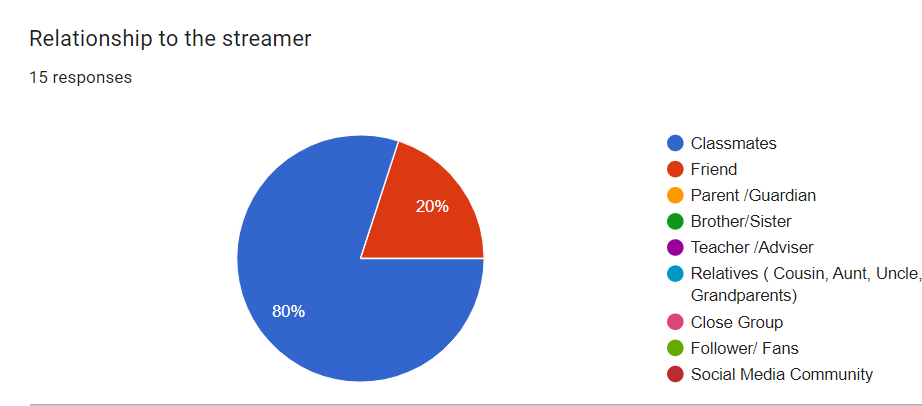 Relationship to the streamer
15 responses
20%
80%
Classmates
Friend
Parent /Guardian
Brother/Sister
Teacher /Adviser
Relatives ( Cousin, Aunt, Uncle,
Grandparents)
Close Group
Follower/ Fans
Social Media Community